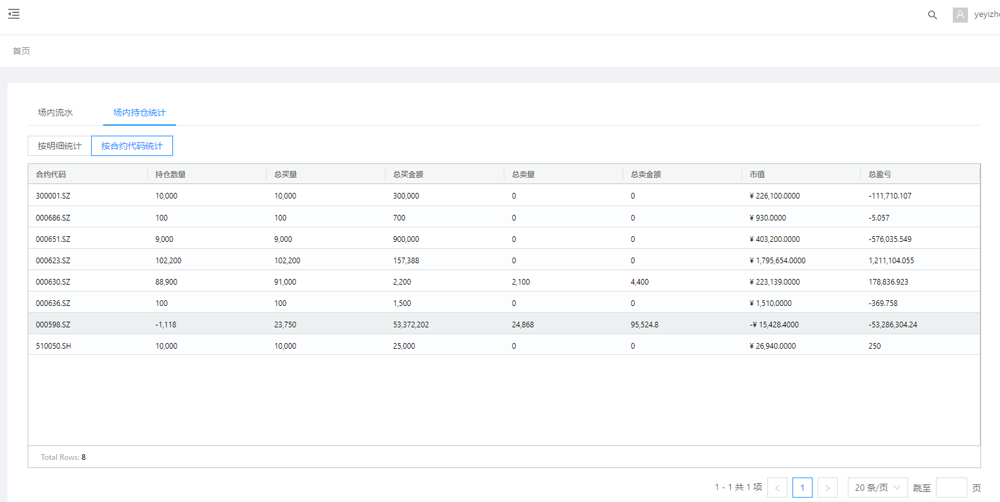 yeyizho
首页
场内流水 场内持仓统计
按明细统计 按合约代码统计
合约代码 持仓数量 总买量 总买金额 总卖量 总卖金额 市值 总盈亏
300001.SZ 10,000 10,000 300,000 0 0 ¥ 226,100.0000 -111,710.107
000686.SZ 100 100 700 0 0 ¥ 930.0000 -5.057
000651.SZ 9,000 9,000 900,000 0 0 ¥ 403,200.0000 -576,035.549
000623.SZ 102,200 102,200 157,388 0 0 ¥ 1,795,654.0000 1,211,104.055
000630.SZ 88,900 91,000 2,200 2,100 4,400 ¥ 223,139.0000 178,836.923
000636.SZ 100 100 1,500 0 0 ¥ 1,510.0000 -369.758
000598.SZ -1,118 23,750 53,372,202 24,868 95,524.8 -¥ 15,428.4000 -53,286,304.24
510050.SH 10,000 10,000 25,000 0 0 ¥ 26,940.0000 250
Total Rows: 8
1 - 1 共 1 项 < 1 > 20 条/页 跳至 页